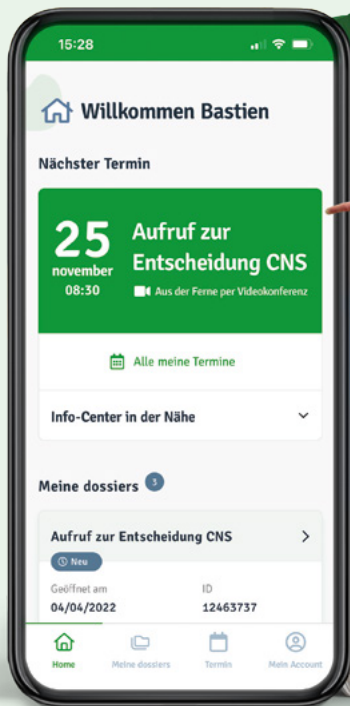 15:28
Willkommen Bastien
Nächster Termin
25
november
08:30
Aufruf zur
Entscheidung CNS
Aus der Ferne per Videokonferenz
Alle meine Termine
Info-Center in der Nähe
Meine dossiers 3
Aufruf zur Entscheidung CNS
Neu
Geöffnet am
04/04/2022
ID
12463737
Home
Meine dossiers
Termin
Mein Account